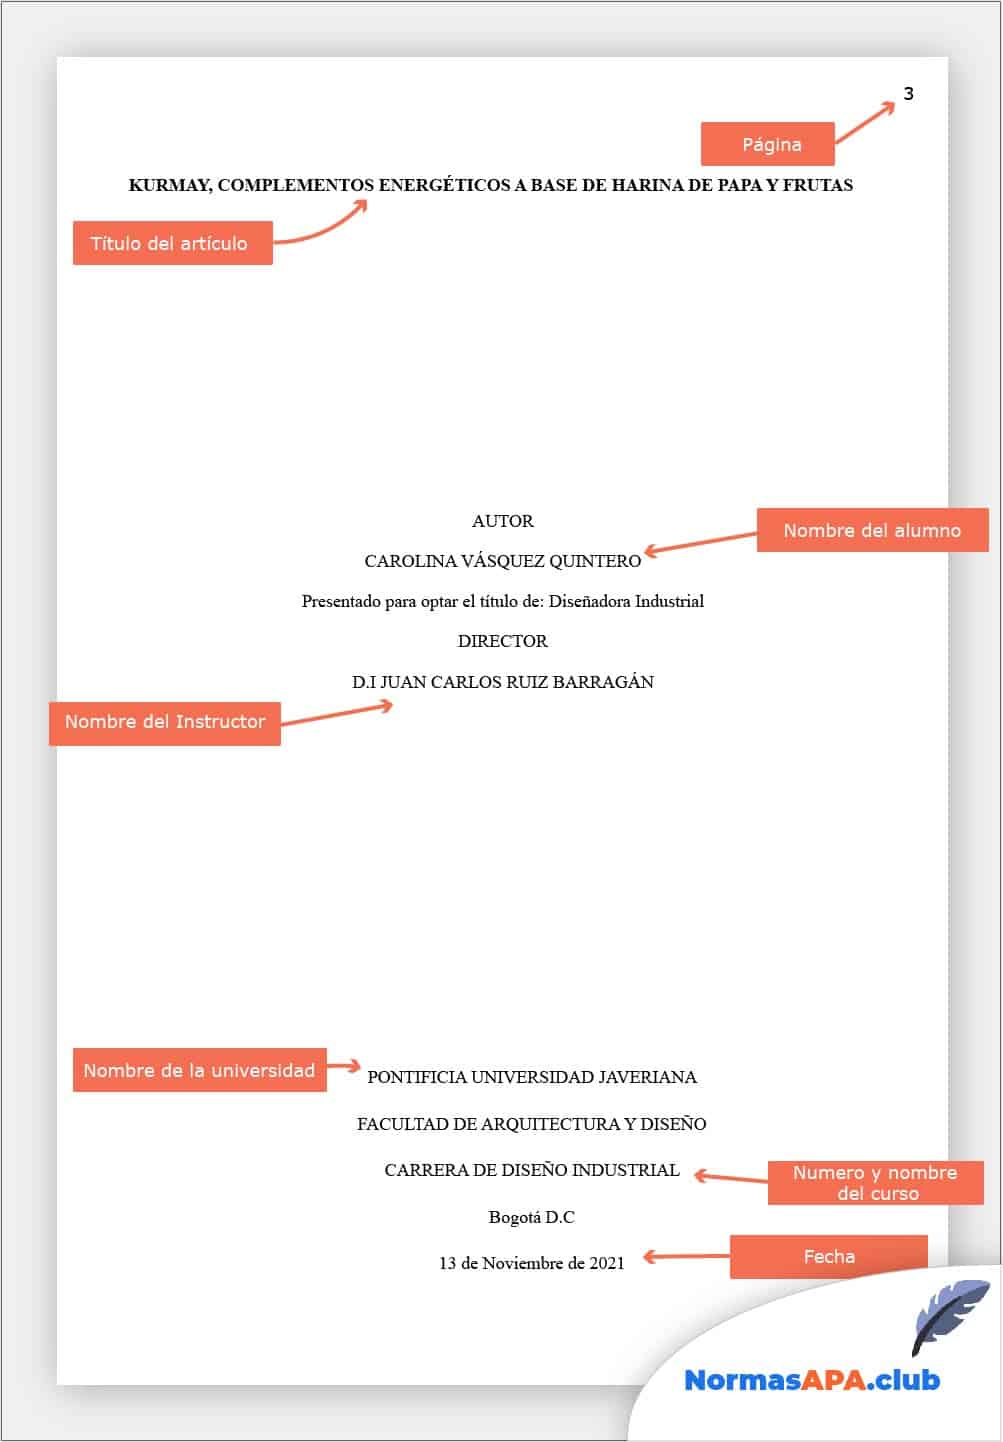 3
Página
KURMAY, COMPLEMENTOS ENERGÉTICOS A BASE DE HARINA DE PAPA Y FRUTAS
Título del artículo
AUTOR
Nombre del alumno
CAROLINA VÁSQUEZ QUINTERO
Presentado para optar el título de: Diseñadora Industrial
DIRECTOR
D.I JUAN CARLOS RUIZ BARRAGÁN
Nombre del Instructor
Nombre de la universidad
PONTIFICIA UNIVERSIDAD JAVERIANA
FACULTAD DE ARQUITECTURA Y DISEÑO
CARRERA DE DISEÑO INDUSTRIAL
Numero y nombre
del curso
Bogotá D.C
13 de Noviembre de 2021
Fecha
NormasAPA.club